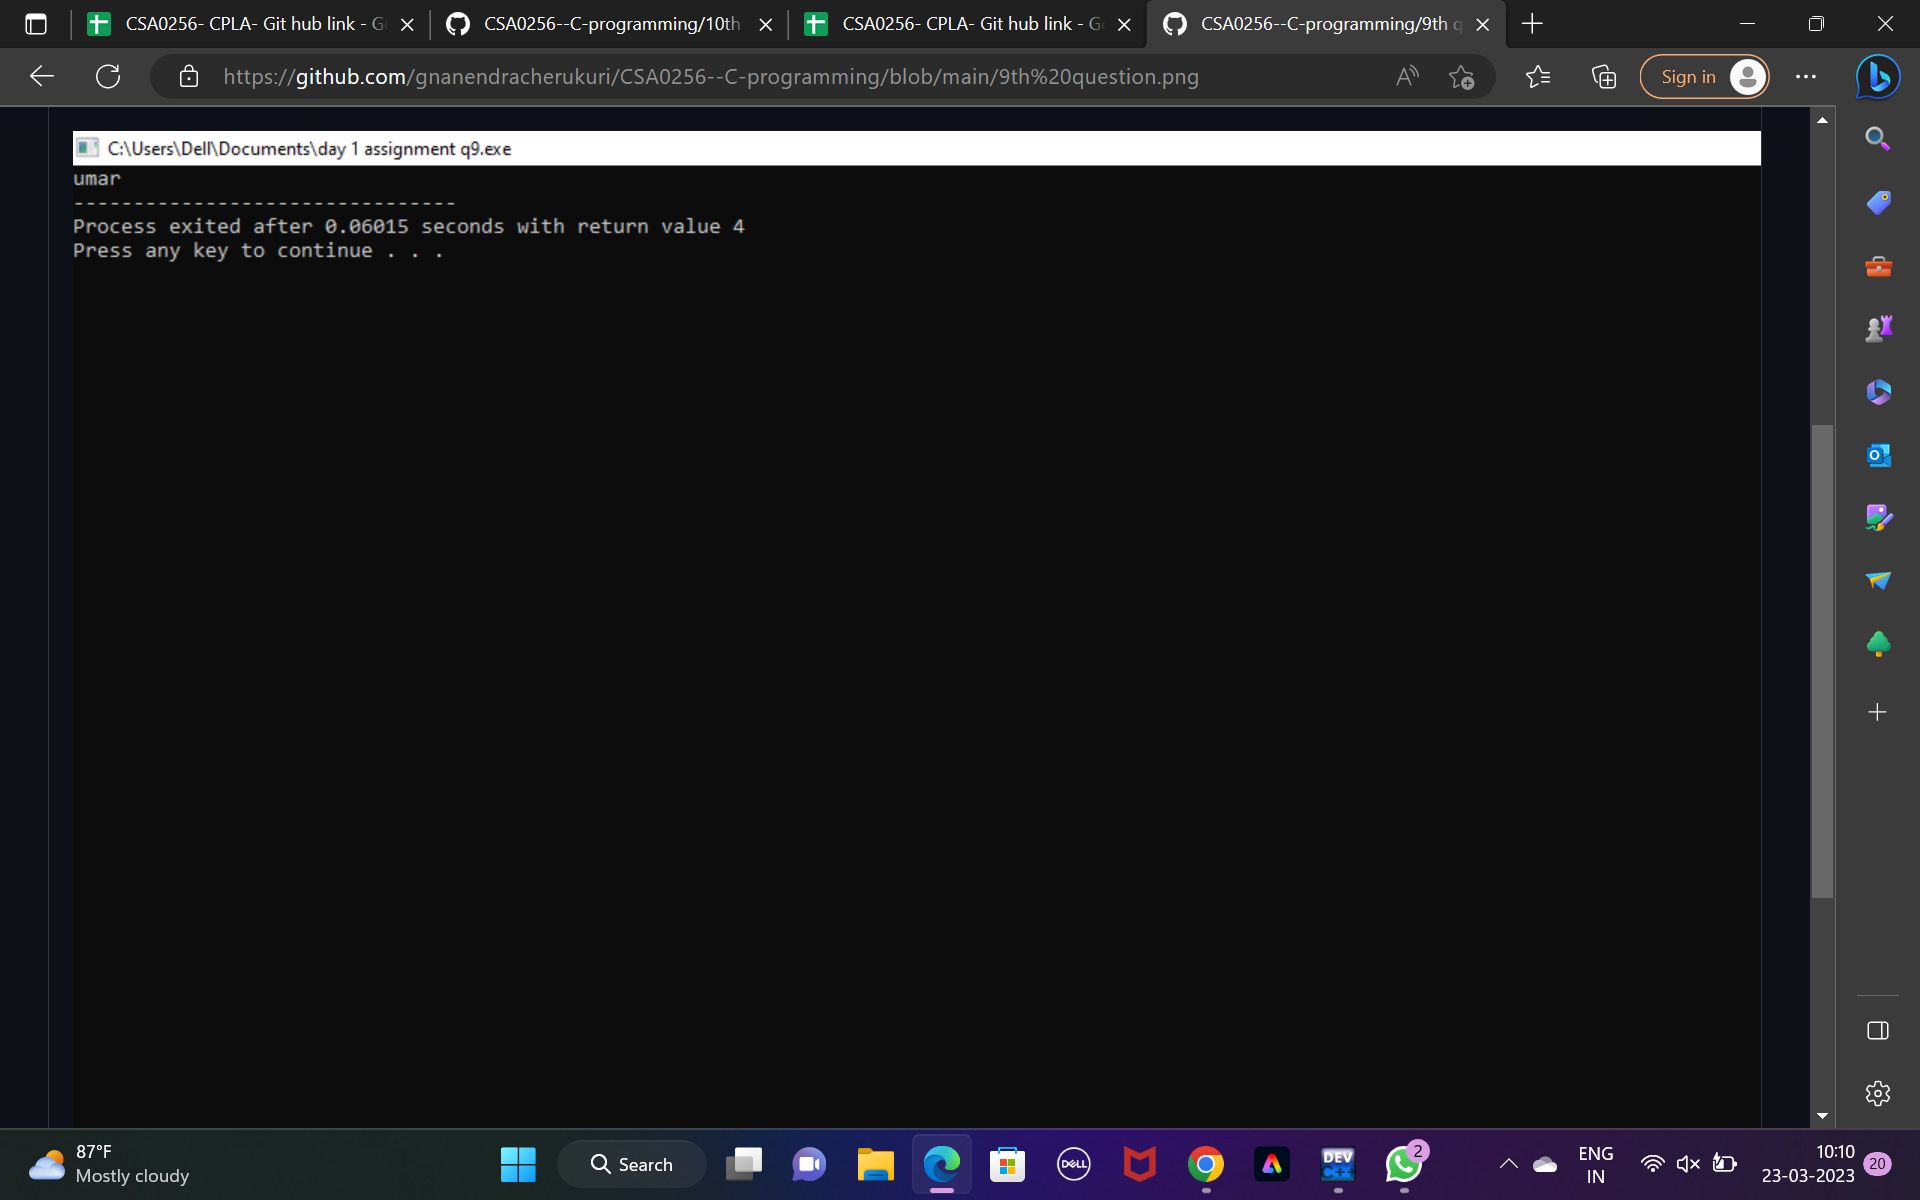 CSA0256- CPLA- Git hub link - G
CSA0256--C-programming/10th
CSA0256- CPLA- Git hub link - G
CSA0256--C-programming/9th q
https://github.com/gnanendracherukuri/CSA0256--C-programming/blob/main/9th%20question.png
Sign in
C:\Users\Dell\Documents\day 1 assignment q9.exe
umar
--------------------------------
Process exited after 0.06015 seconds with return value 4
Press any key to continue . . .
87°F
Mostly cloudy
Search
DELL
DEV
C++
2
ENG
IN
10:10
23-03-2023
20